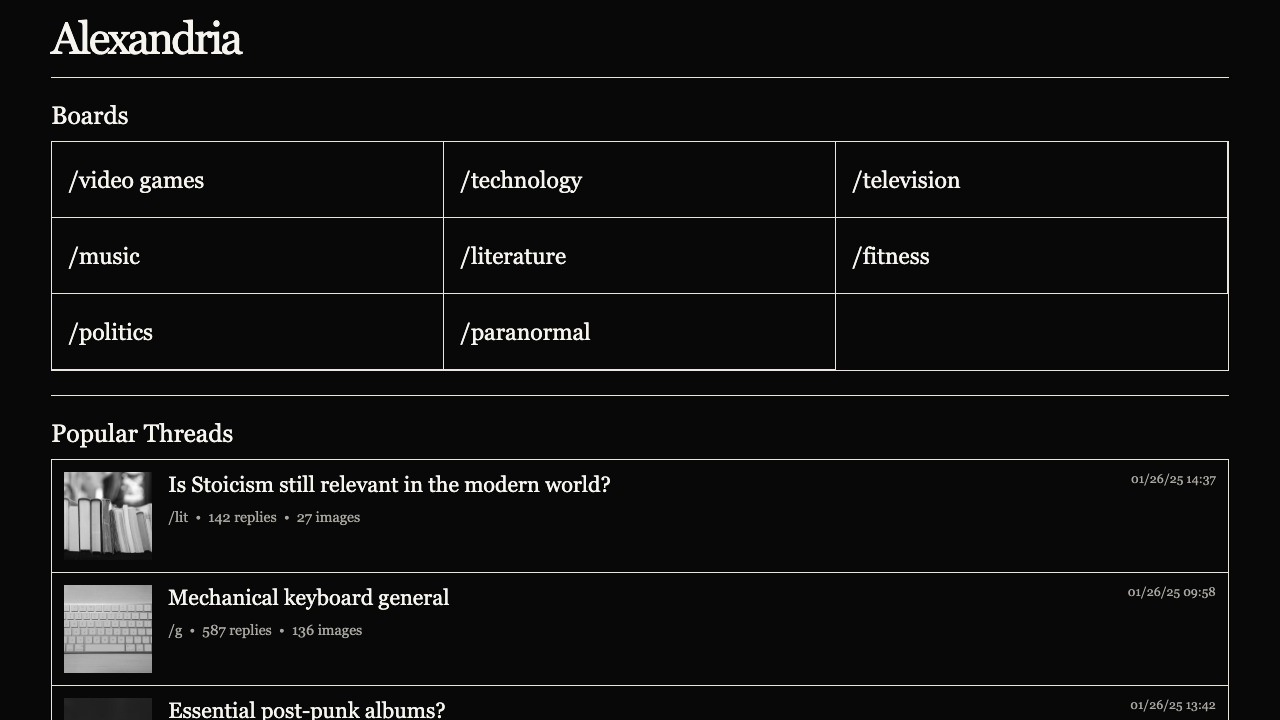 Alexandria
Boards
/video games
/technology
/television
/music
/literature
/fitness
/politics
/paranormal
Popular Threads
Is Stoicism still relevant in the modern world?
01/26/25 14:37
/lit • 142 replies • 27 images
Mechanical keyboard general
01/26/25 09:58
/g • 587 replies • 136 images
Essential post-punk albums?
01/26/25 13:42